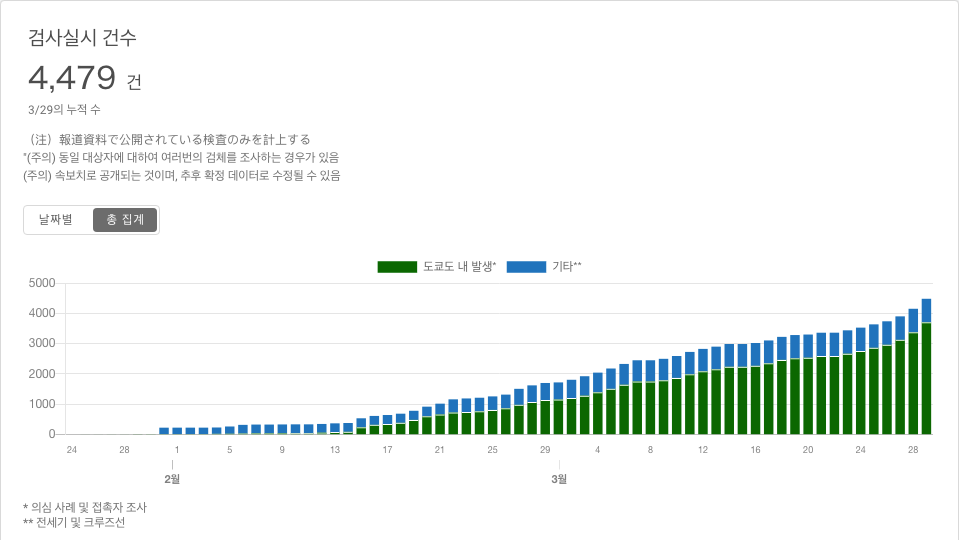 검사실시 건수
4,479 건
3/29의 누적 수
（注）報道資料で公開されている検査のみを計上する
"(주의) 동일 대상자에 대하여 여러번의 검체를 조사하는 경우가 있음
(주의) 속보치로 공개되는 것이며, 추후 확정 데이터로 수정될 수 있음
날짜별 총 집계
도쿄도 내 발생* 기타**
5000
4000
3000
2000
1000
0
24 28 1 5 9 13 17 21 25 29 4 8 12 16 20 24 28
2월 3월
* 의심 사례 및 접촉자 조사
** 전세기 및 크루즈선